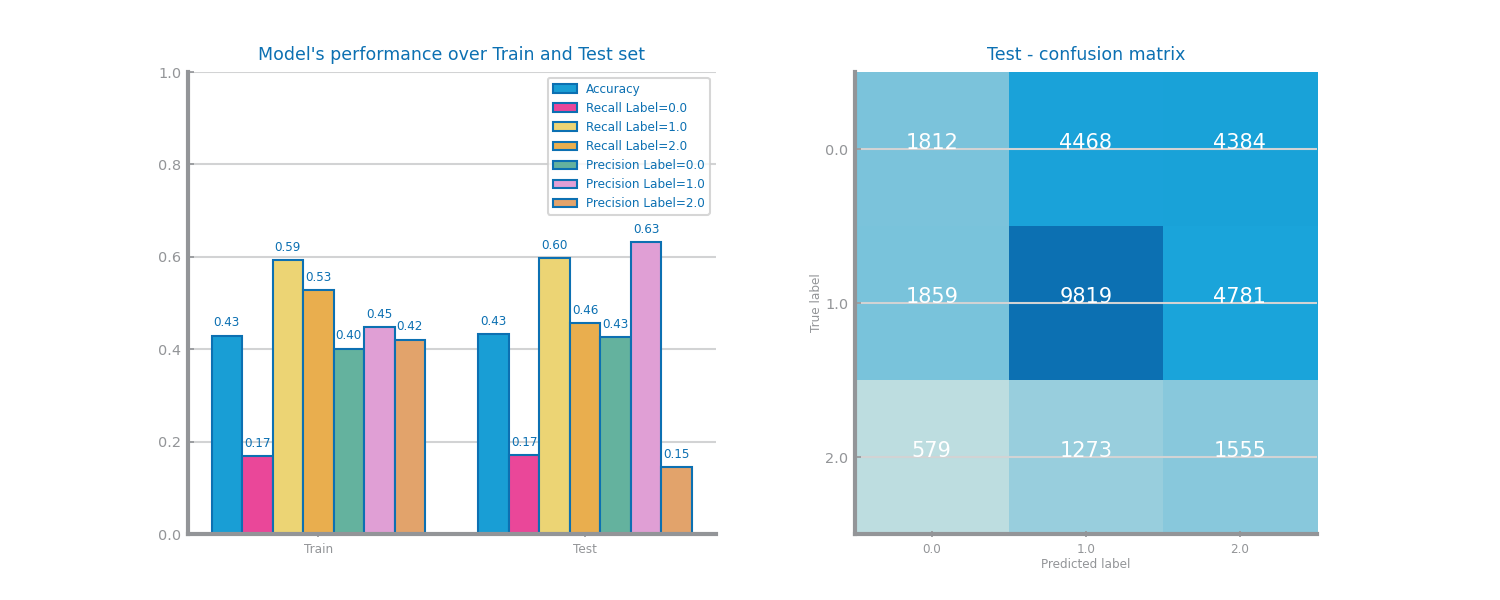 Model's performance over Train and Test set
1.0
0.8
0.6
0.4
0.2
0.0
Accuracy
Recall Label=0.0
Recall Label=1.0
Recall Label=2.0
Precision Label=0.0
Precision Label=1.0
Precision Label=2.0
0.43
0.17
0.59
0.53
0.40
0.45
0.42
0.43
0.17
0.60
0.46
0.43
0.63
0.15
Train
Test
Test - confusion matrix
True label
0.0
1812 4468 4384
1.0
1859 9819 4781
2.0
579 1273 1555
0.0 1.0 2.0
Predicted label